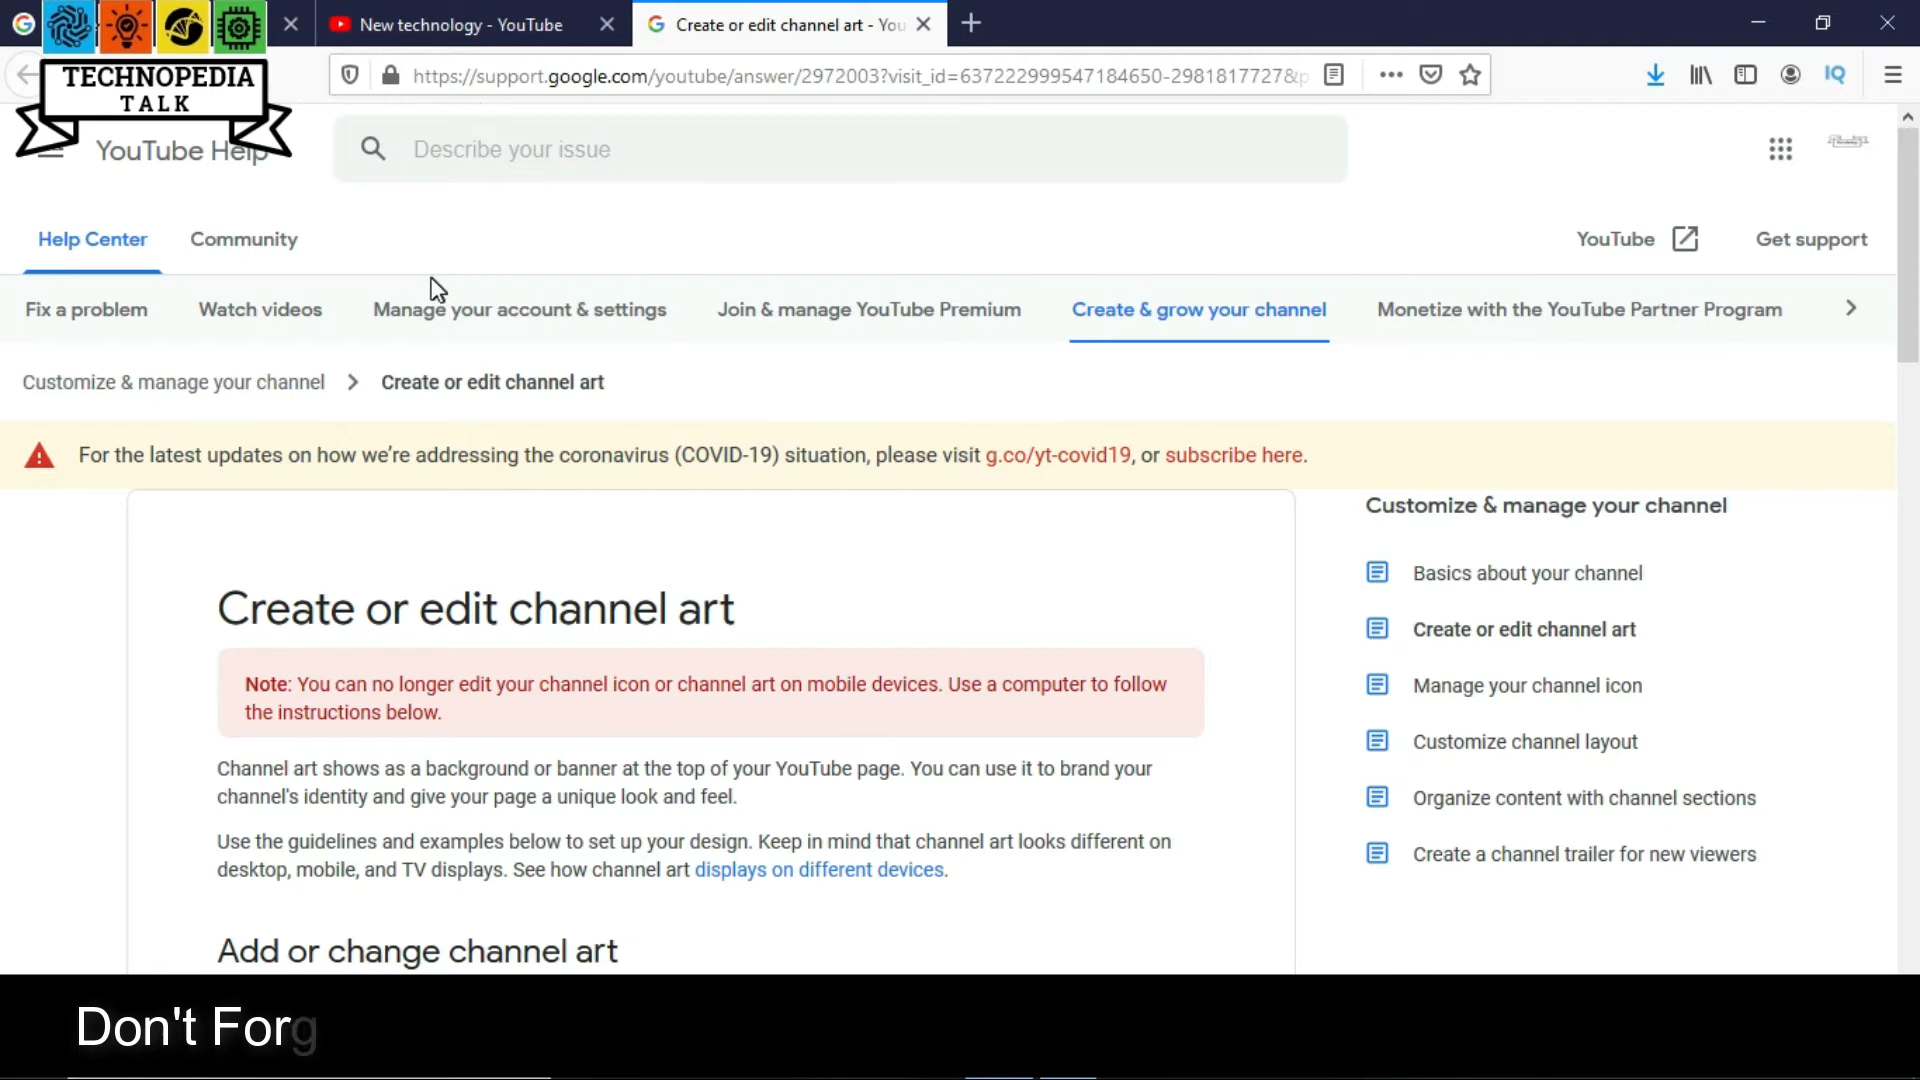 New technology - YouTube
Create or edit channel art - You
TECHNOPEDIA
TALK
https://support.google.com/youtube/answer/2972003?visit_id=637222999547184650-2981817727&p
IQ
YouTube Help
Describe your issue
Help Center
Community
YouTube
Get support
Fix a problem
Watch videos
Manage your account & settings
Join & manage YouTube Premium
Create & grow your channel
Monetize with the YouTube Partner Program
Customize & manage your channel > Create or edit channel art
For the latest updates on how we're addressing the coronavirus (COVID-19) situation, please visit g.co/yt-covid19, or subscribe here.
Create or edit channel art
Note: You can no longer edit your channel icon or channel art on mobile devices. Use a computer to follow
the instructions below.
Channel art shows as a background or banner at the top of your YouTube page. You can use it to brand your
channel's identity and give your page a unique look and feel.
Use the guidelines and examples below to set up your design. Keep in mind that channel art looks different on
desktop, mobile, and TV displays. See how channel art displays on different devices.
Add or change channel art
Customize & manage your channel
Basics about your channel
Create or edit channel art
Manage your channel icon
Customize channel layout
Organize content with channel sections
Create a channel trailer for new viewers
Don't Forg